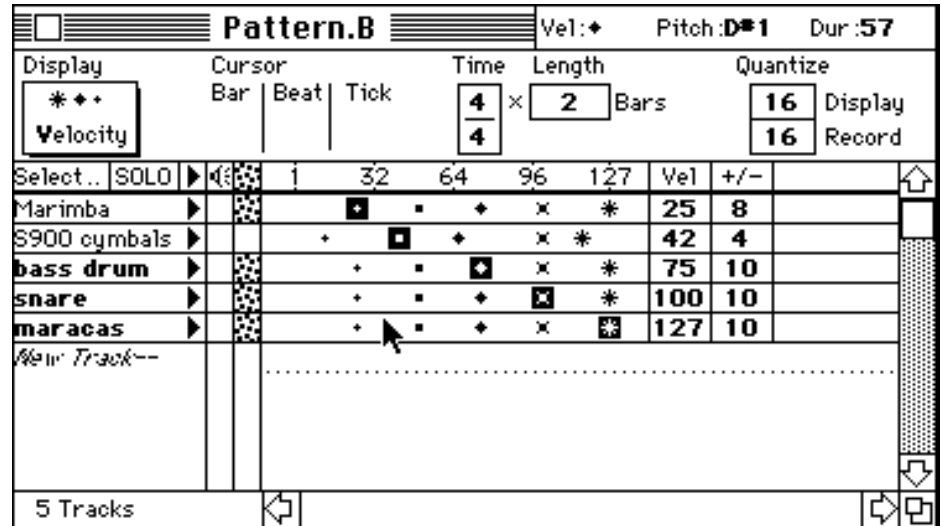 Pattern.B Vel: Pitch:D#1 Dur:57
Display Cursor Time Length Quantize
Bar Beat Tick 4 × 2 Bars 16 Display
Velocity 4 16 Record
Select.. SOLO 1 32 64 96 127 Vel +/-
Marimba 25 8
S900 cymbals 42 4
bass drum 75 10
snare 100 10
maracas 127 10
New Track--
5 Tracks